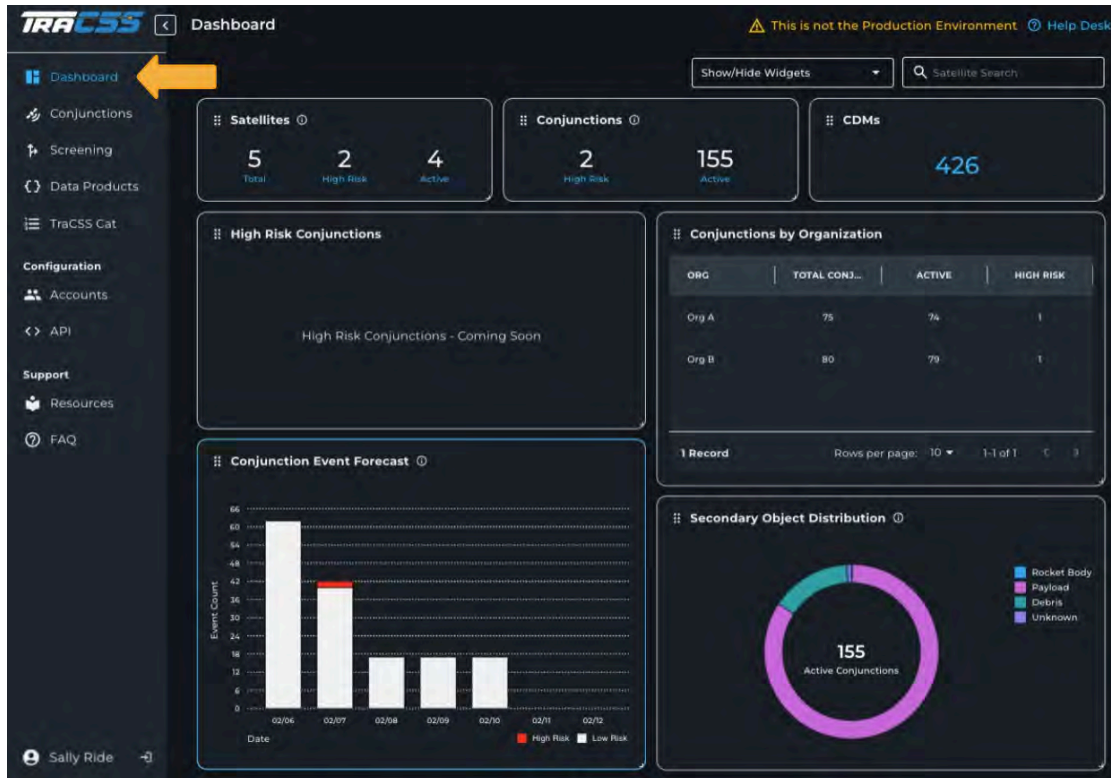 TRACSS
Dashboard
This is not the Production Environment
Help Desk
Dashboard
Conjunctions
Screening
Data Products
TraCSS Cat
Configuration
Accounts
API
Support
Resources
FAQ
Sally Ride
Show/Hide Widgets
Satellite Search
Satellites
5 2 4
Total High Risk Active
Conjunctions
2 155
High Risk Active
CDMs
426
High Risk Conjunctions
High Risk Conjunctions - Coming Soon
Conjunctions by Organization
ORG TOTAL CONJ... ACTIVE HIGH RISK
Org A 75 74 1
Org B 80 79 1
1 Record Rows per page: 10 1-1 of 1
Conjunction Event Forecast
Event Count
66
60
54
48
42
36
30
24
18
12
6
0
02/06 02/07 02/08 02/09 02/10 02/11 02/12
Date
High Risk Low Risk
Secondary Object Distribution
155
Active Conjunctions
Rocket Body
Payload
Debris
Unknown